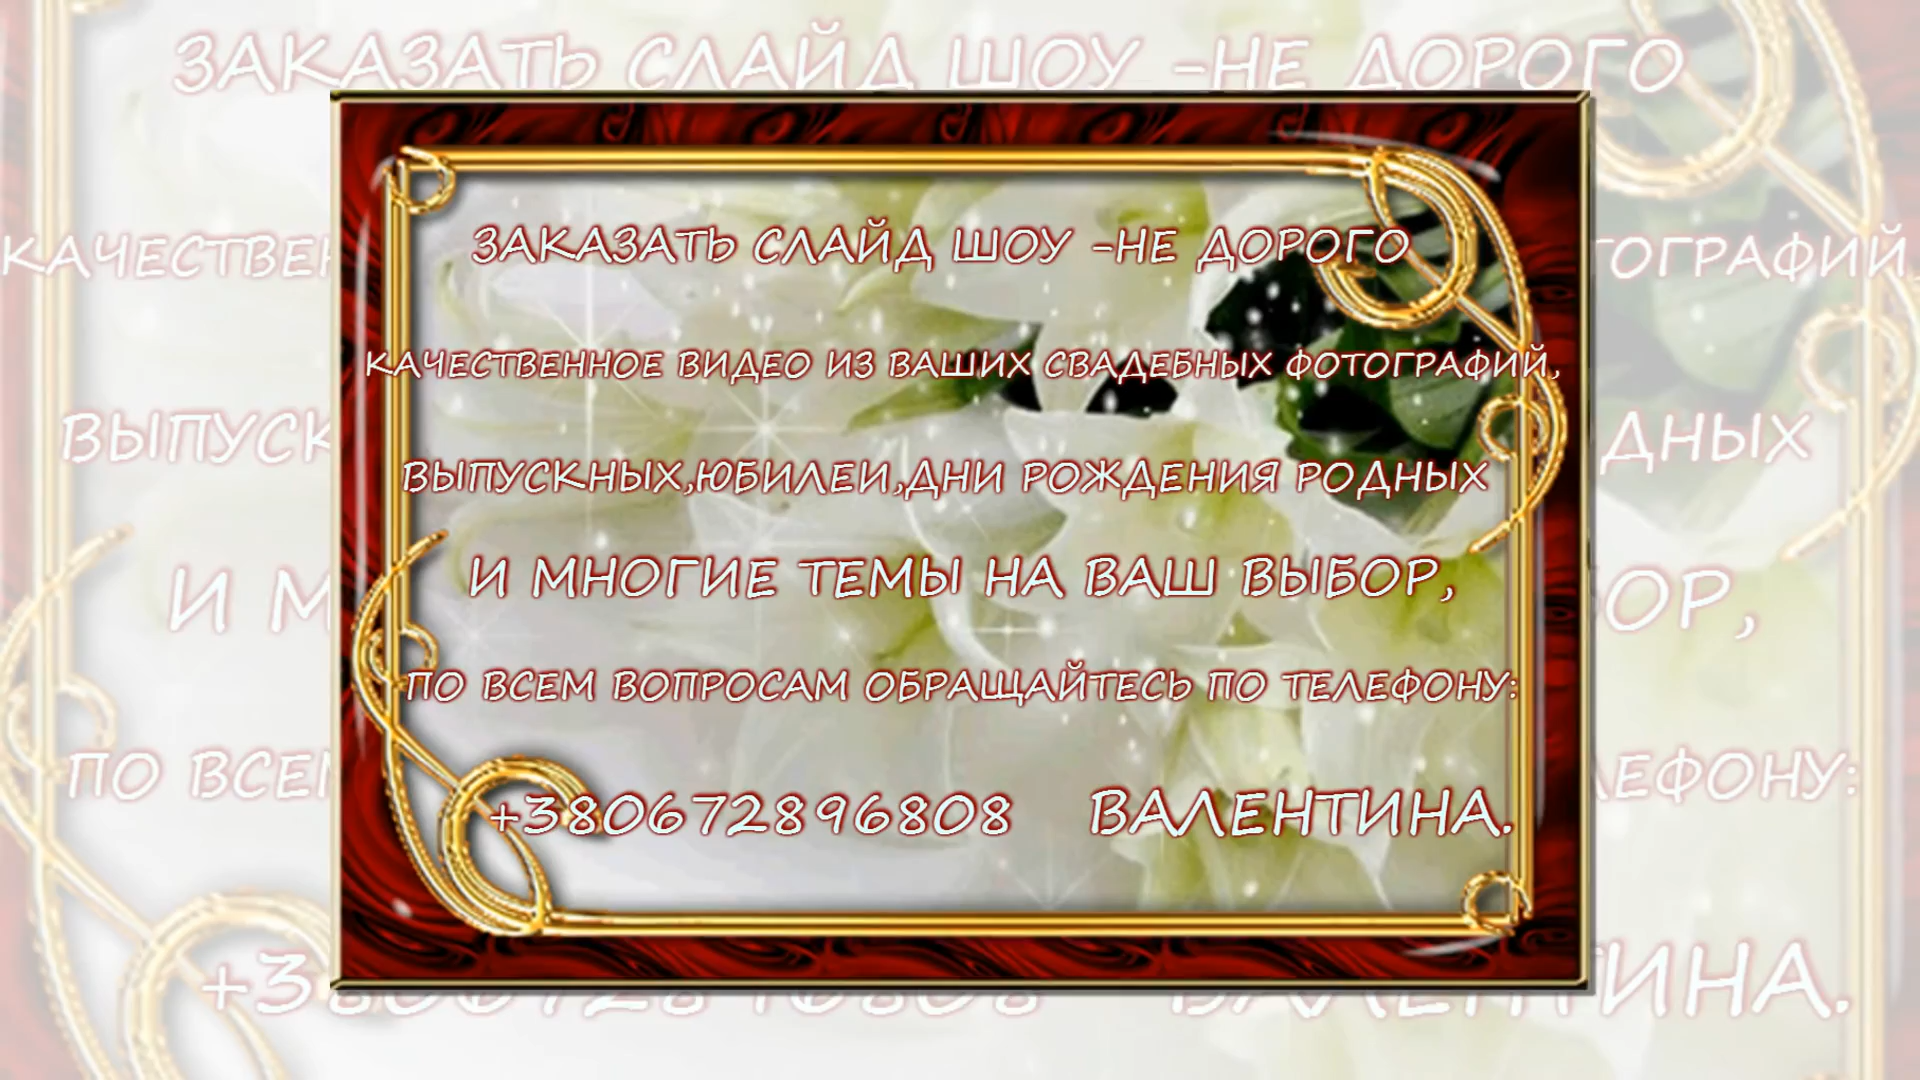 ЗАКАЗАТЬ СЛАЙД ШОУ -НЕ ДОРОГО
КАЧЕСТВЕННОЕ ВИДЕО ИЗ ВАШИХ СВАДЕБНЫХ ФОТОГРАФИЙ,
ВЫПУСКНЫХ,ЮБИЛЕИ,ДНИ РОЖДЕНИЯ РОДНЫХ
И МНОГИЕ ТЕМЫ НА ВАШ ВЫБОР,
ПО ВСЕМ ВОПРОСАМ ОБРАЩАЙТЕСЬ ПО ТЕЛЕФОНУ:
+380672896808 ВАЛЕНТИНА.